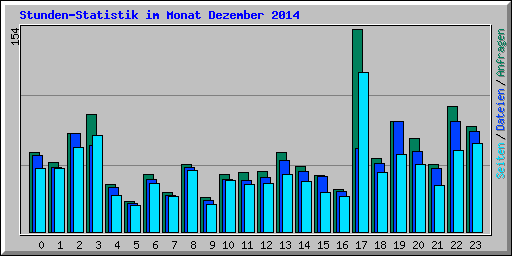 Stunden-Statistik im Monat Dezember 2014
154
Seiten/Dateien/Anfragen
0 1 2 3 4 5 6 7 8 9 10 11 12 13 14 15 16 17 18 19 20 21 22 23